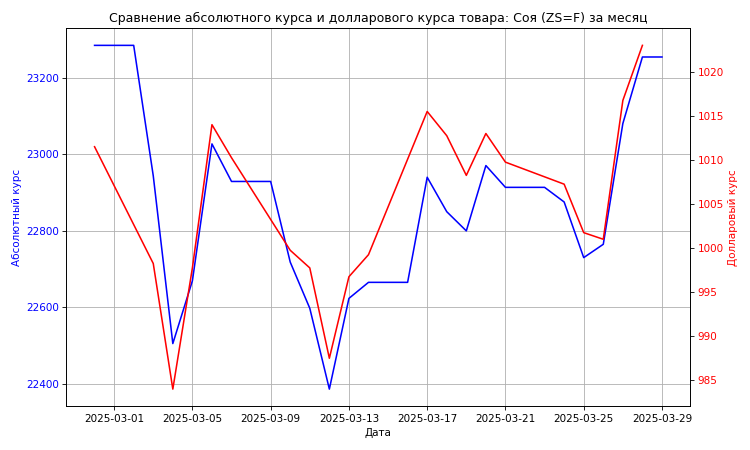 Сравнение абсолютного курса и долларового курса товара: Соя (ZS=F) за месяц
Абсолютный курс
23200
23000
22800
22600
22400
1020
1015
1010
1005
1000
995
990
985
Долларовый курс
2025-03-01 2025-03-05 2025-03-09 2025-03-13 2025-03-17 2025-03-21 2025-03-25 2025-03-29
Дата